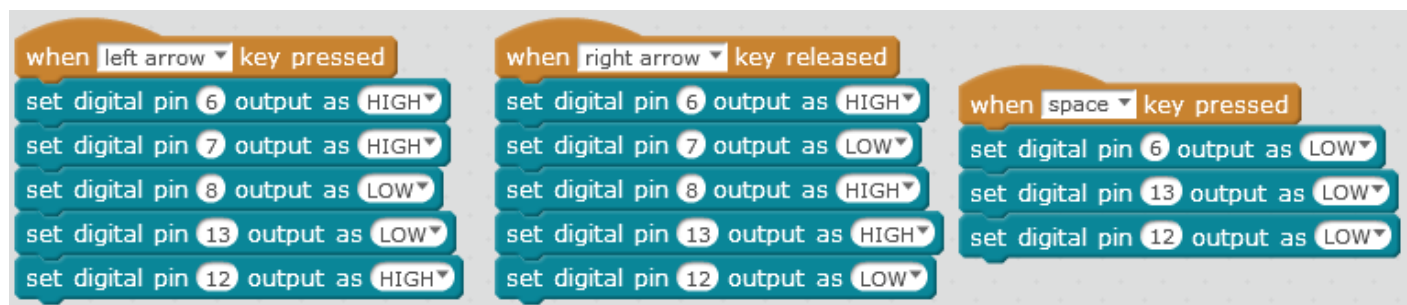 when left arrow key pressed
set digital pin 6 output as HIGH
set digital pin 7 output as HIGH
set digital pin 8 output as LOW
set digital pin 13 output as LOW
set digital pin 12 output as HIGH
when right arrow key released
set digital pin 6 output as HIGH
set digital pin 7 output as LOW
set digital pin 8 output as HIGH
set digital pin 13 output as HIGH
set digital pin 12 output as LOW
when space key pressed
set digital pin 6 output as LOW
set digital pin 13 output as LOW
set digital pin 12 output as LOW